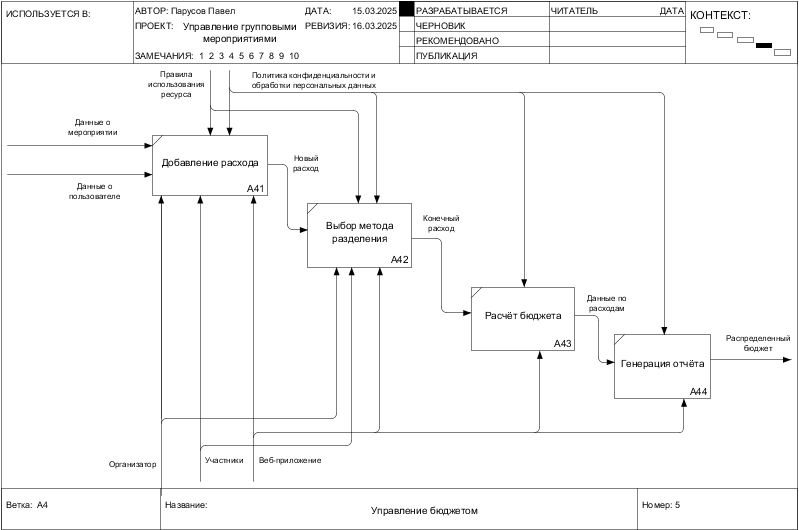 ИСПОЛЬЗУЕТСЯ В:
АВТОР: Парусов Павел
ДАТА: 15.03.2025
ПРОЕКТ: Управление групповыми
мероприятиями
РЕВИЗИЯ: 16.03.2025
ЗАМЕЧАНИЯ: 1 2 3 4 5 6 7 8 9 10
РАЗРАБАТЫВАЕТСЯ
ЧЕРНОВИК
РЕКОМЕНДОВАНО
ПУБЛИКАЦИЯ
ЧИТАТЕЛЬ ДАТА
КОНТЕКСТ:
Правила
использования
ресурса
Политика конфиденциальности и
обработки персональных данных
Данные о
мероприятии
Данные о
пользователе
Добавление расхода
A41
Новый
расход
Выбор метода
разделения
A42
Конечный
расход
Расчёт бюджета
A43
Данные по
расходам
Генерация отчёта
A44
Распределенный
бюджет
Организатор
Участники
Веб-приложение
Ветка: A4
Название:
Управление бюджетом
Номер: 5